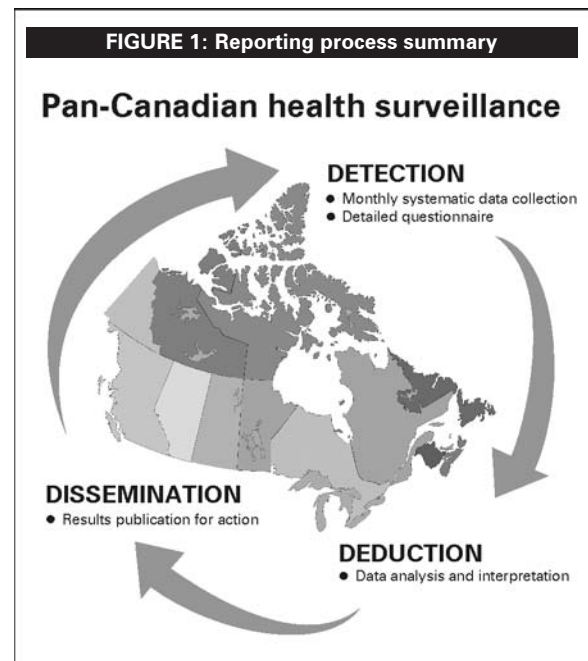 FIGURE 1: Reporting process summary
Pan-Canadian health surveillance
DETECTION
● Monthly systematic data collection
● Detailed questionnaire
DISSEMINATION
● Results publication for action
DEDUCTION
● Data analysis and interpretation